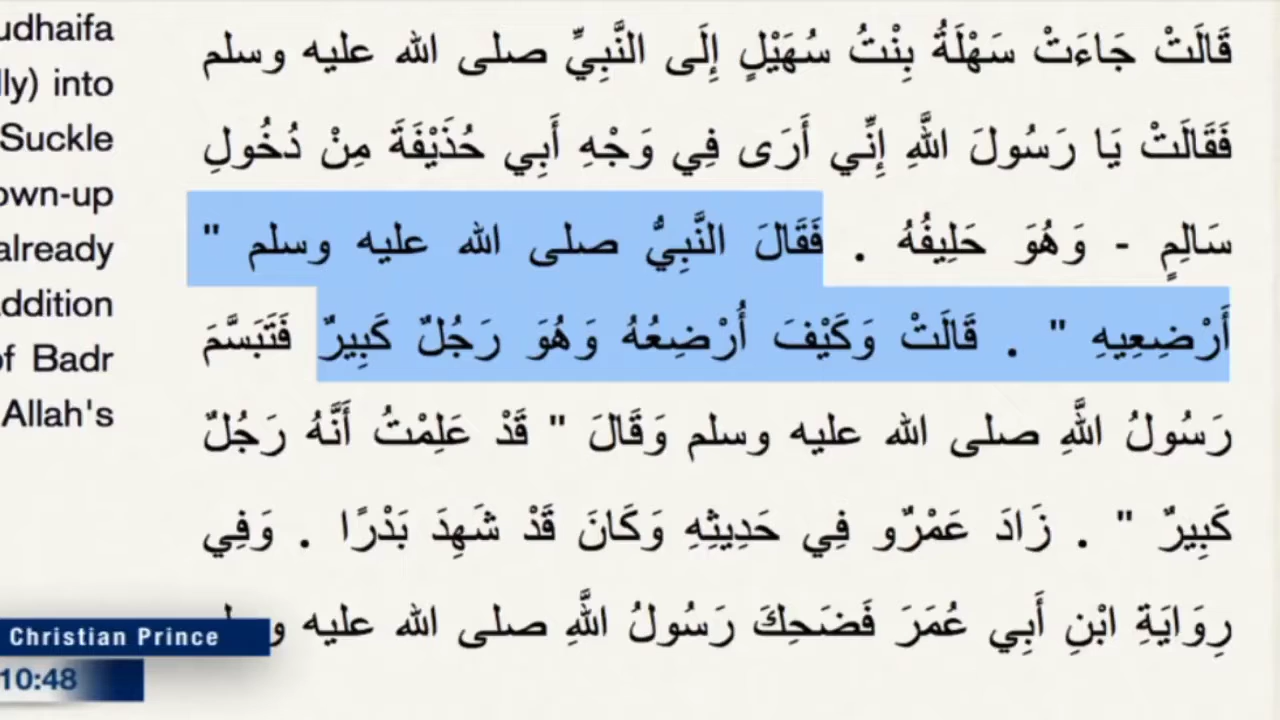 udhaifa
lly) into
Suckle
own-up
already
ddition
of Badr
Allah's
قَالَتْ جَاءَتْ سَهْلَةُ بِنْتُ سُهَيْلٍ إِلَى النَّبِيِّ صلى الله عليه وسلم
فَقَالَتْ يَا رَسُولَ اللَّهِ إِنِّي أَرَى فِي وَجْهِ أَبِي حُذَيْفَةَ مِنْ دُخُولِ
سَالِمٍ - وَهُوَ حَلِيفُهُ . فَقَالَ النَّبِيُّ صلى الله عليه وسلم "
أَرْضِعِيهِ " . قَالَتْ وَكَيْفَ أُرْضِعُهُ وَهُوَ رَجُلٌ كَبِيرٌ فَتَبَسَّمَ
رَسُولُ اللَّهِ صلى الله عليه وسلم وَقَالَ " قَدْ عَلِمْتُ أَنَّهُ رَجُلٌ
كَبِيرٌ " . زَادَ عَمْرٌو فِي حَدِيثِهِ وَكَانَ قَدْ شَهِدَ بَدْرًا . وَفِي
رِوَايَةِ ابْنِ أَبِي عُمَرَ فَضَحِكَ رَسُولُ اللَّهِ صلى الله عليه
Christian Prince
10:48